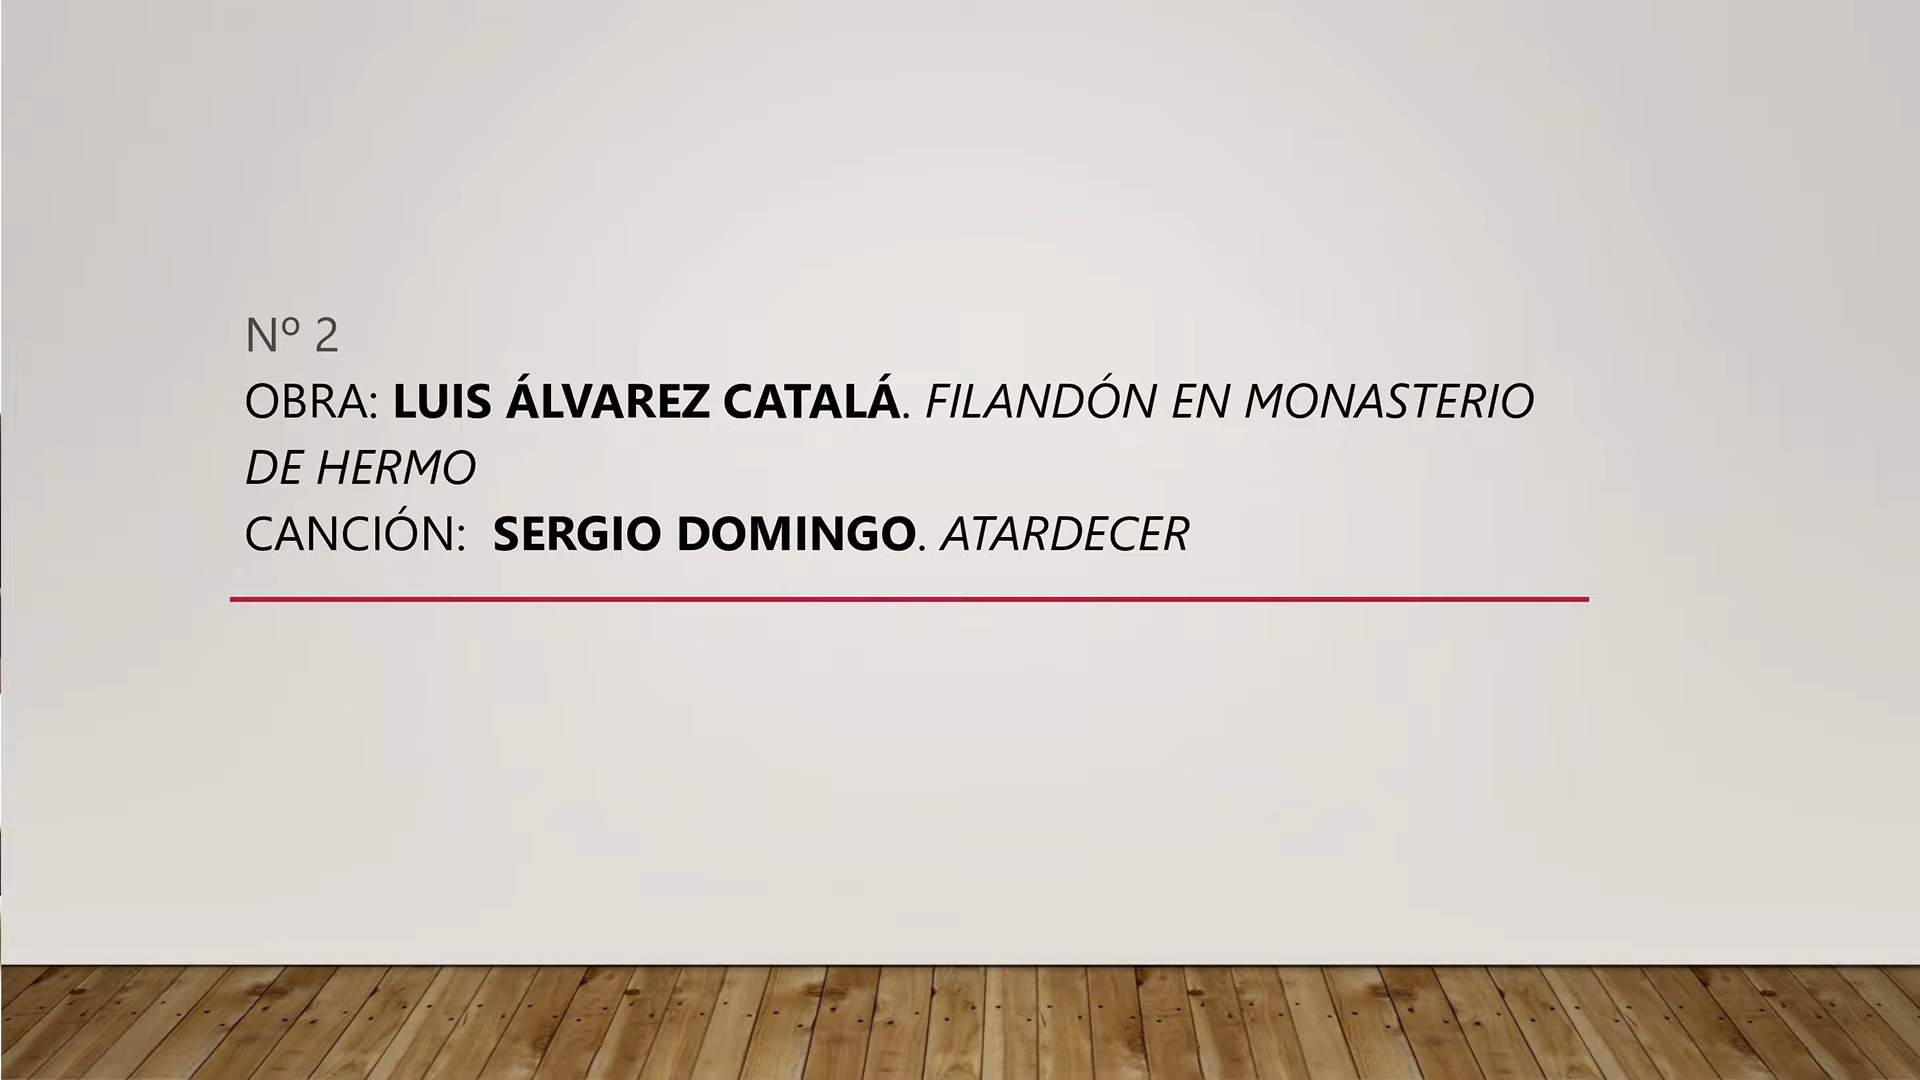 Nº 2
OBRA: LUIS ÁLVAREZ CATALÁ. FILANDÓN EN MONASTERIO
DE HERMO
CANCIÓN:  SERGIO DOMINGO. ATARDECER